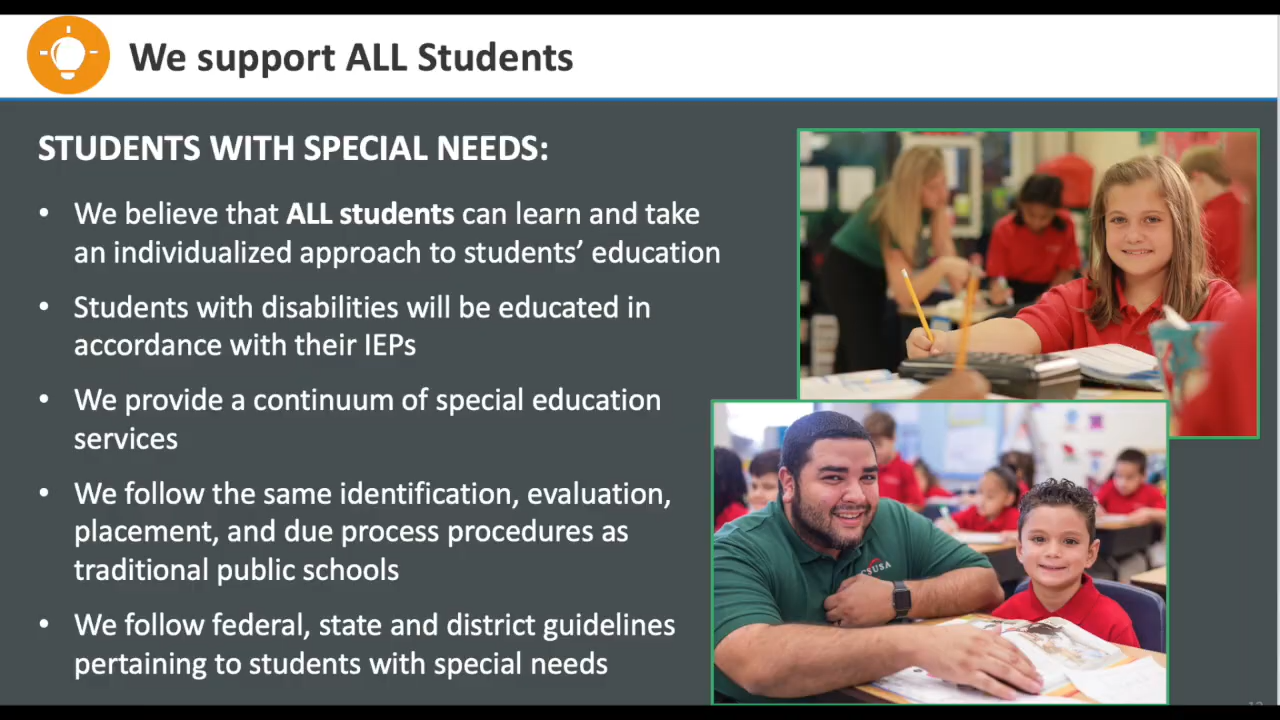 We support ALL Students
STUDENTS WITH SPECIAL NEEDS:
• We believe that ALL students can learn and take
an individualized approach to students’ education
• Students with disabilities will be educated in
accordance with their IEPs
• We provide a continuum of special education
services
• We follow the same identification, evaluation,
placement, and due process procedures as
traditional public schools
• We follow federal, state and district guidelines
pertaining to students with special needs
CSUSA